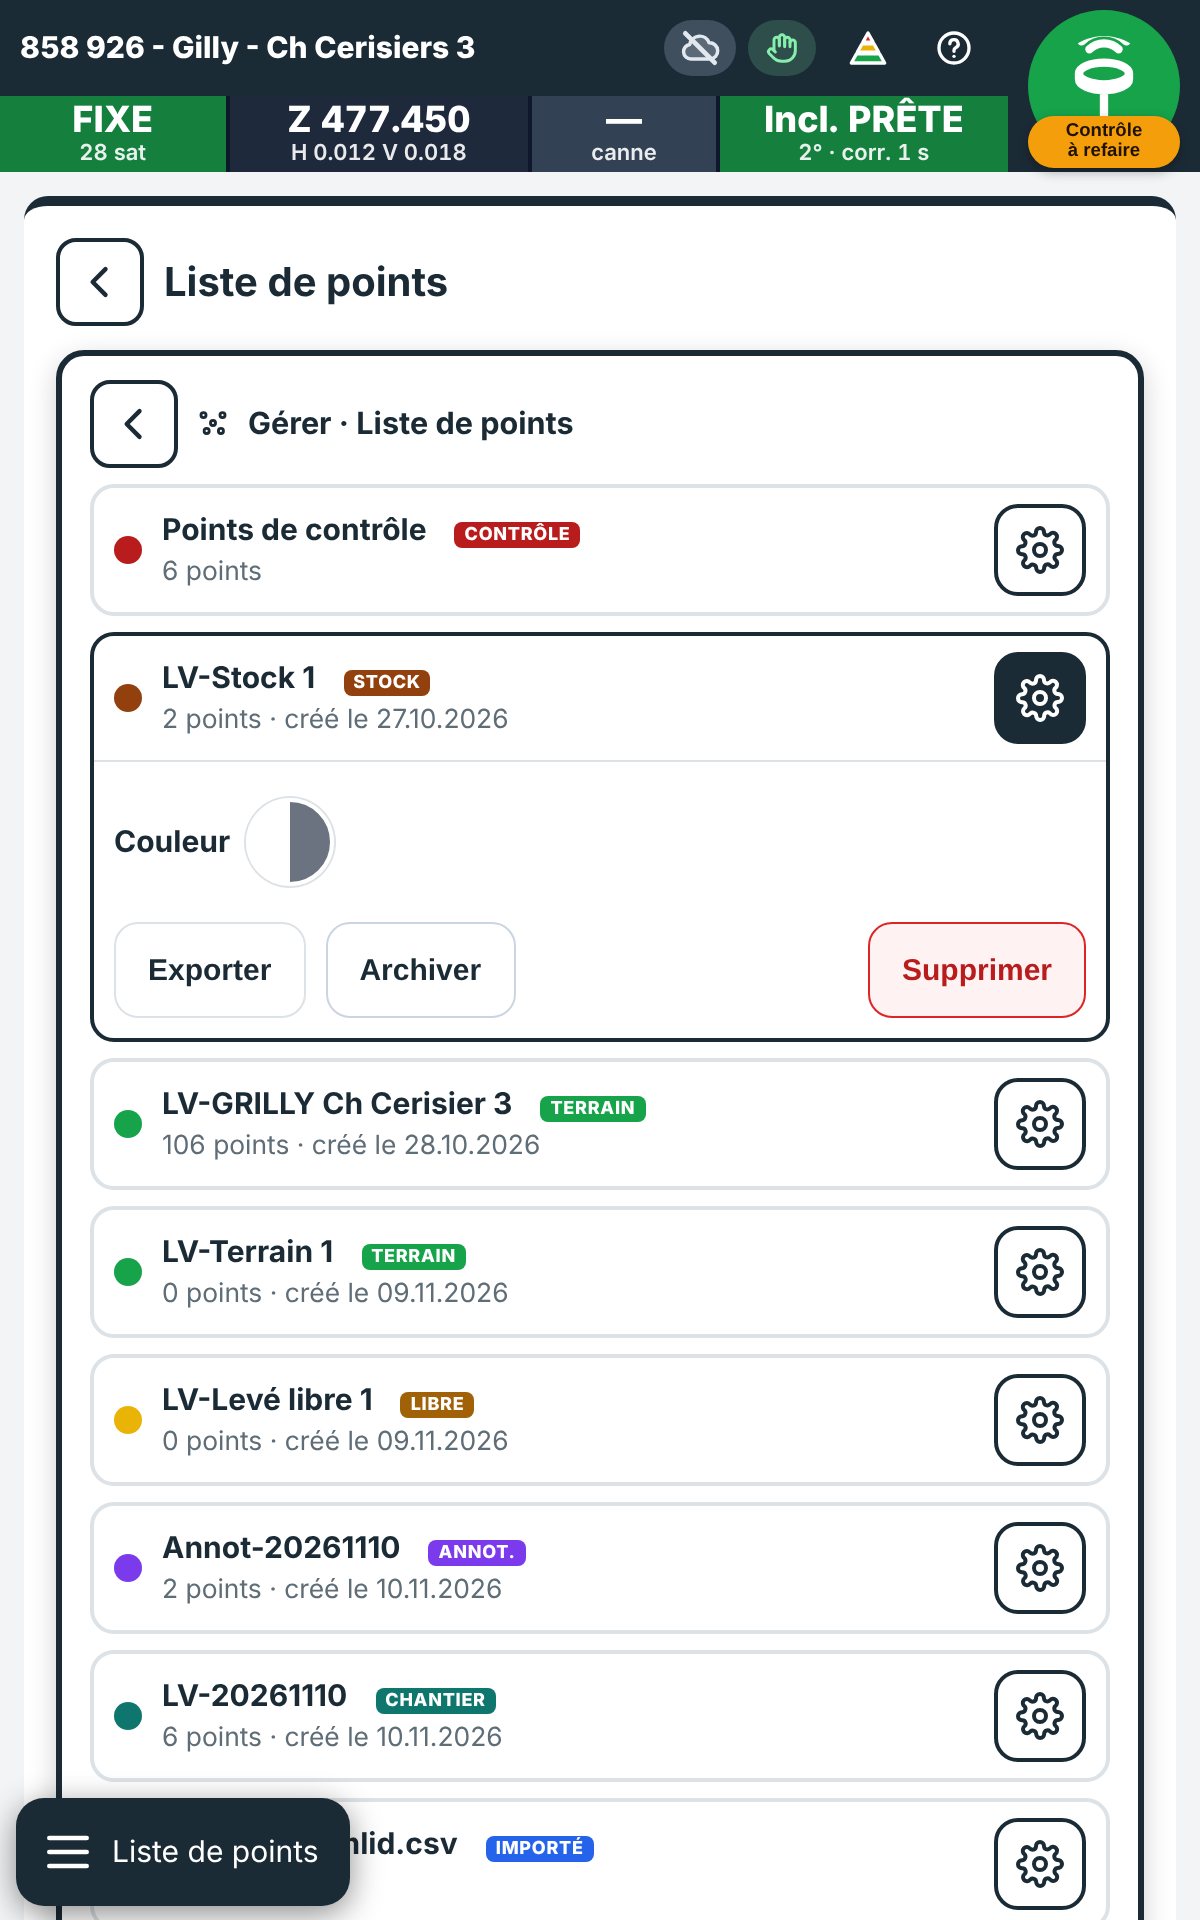 858 926 - Gilly - Ch Cerisiers 3
FIXE
28 sat
Z 477.450
H 0.012 V 0.018
—
canne
Incl. PRÊTE
2° · corr. 1 s
Contrôle
à refaire
Liste de points
Gérer · Liste de points
Points de contrôle CONTRÔLE
6 points
LV-Stock 1 STOCK
2 points · créé le 27.10.2026
Couleur
Exporter Archiver Supprimer
LV-GRILLY Ch Cerisier 3 TERRAIN
106 points · créé le 28.10.2026
LV-Terrain 1 TERRAIN
0 points · créé le 09.11.2026
LV-Levé libre 1 LIBRE
0 points · créé le 09.11.2026
Annot-20261110 ANNOT.
2 points · créé le 10.11.2026
LV-20261110 CHANTIER
6 points · créé le 10.11.2026
lid.csv IMPORTÉ
Liste de points